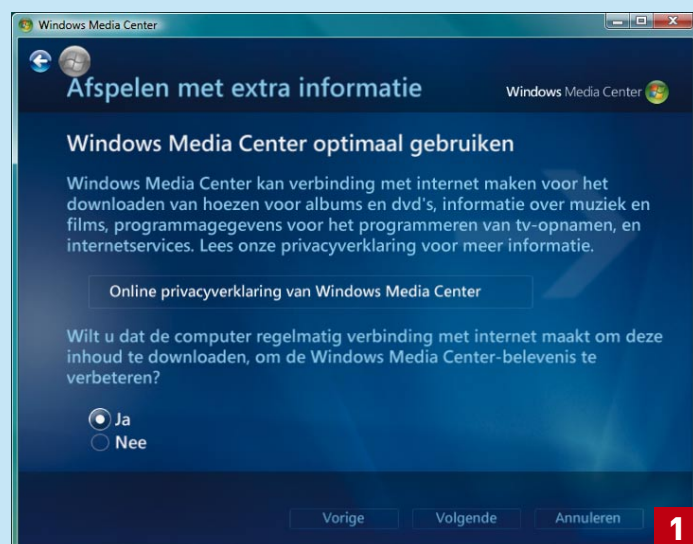 Windows Media Center
Afspelen met extra informatie
Windows Media Center
Windows Media Center optimaal gebruiken
Windows Media Center kan verbinding met internet maken voor het
downloaden van hoezen voor albums en dvd's, informatie over muziek en
films, programmagegevens voor het programmeren van tv-opnamen, en
internetservices. Lees onze privacyverklaring voor meer informatie.
Online privacyverklaring van Windows Media Center
Wilt u dat de computer regelmatig verbinding met internet maakt om deze
inhoud te downloaden, om de Windows Media Center-belevenis te
verbeteren?
Ja
Nee
Vorige Volgende Annuleren
1